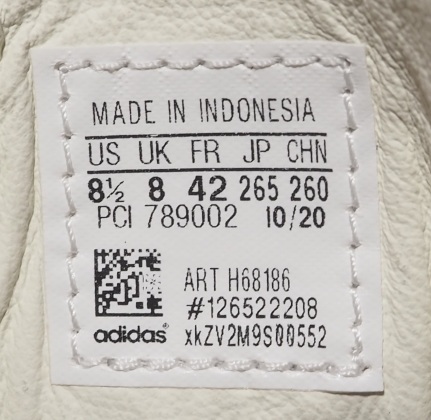 MADE IN INDONESIA
US UK FR JP CHN
8½ 8 42 265 260
PCI 789002 10/20
ART H68186
#126522208
adidas xkZV2M9S00552